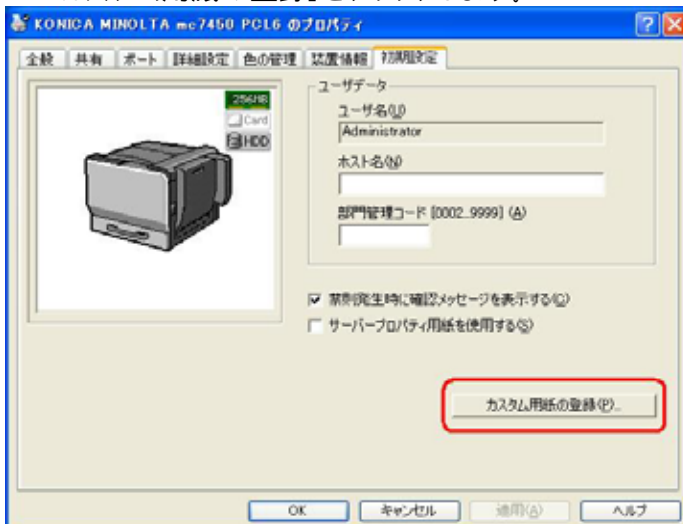 KONICA MINOLTA mc7450 PCL6 のプロパティ
全般 共有 ポート 詳細設定 色の管理 装置情報 初期設定
256MB
Card
HDD
ユーザデータ
ユーザ名(U)
Administrator
ホスト名(N)
部門管理コード [0002..9999] (A)
禁則発生時に確認メッセージを表示する(C)
サーバープロパティ用紙を使用する(S)
カスタム用紙の登録(P)...
OK キャンセル 適用(A) ヘルプ